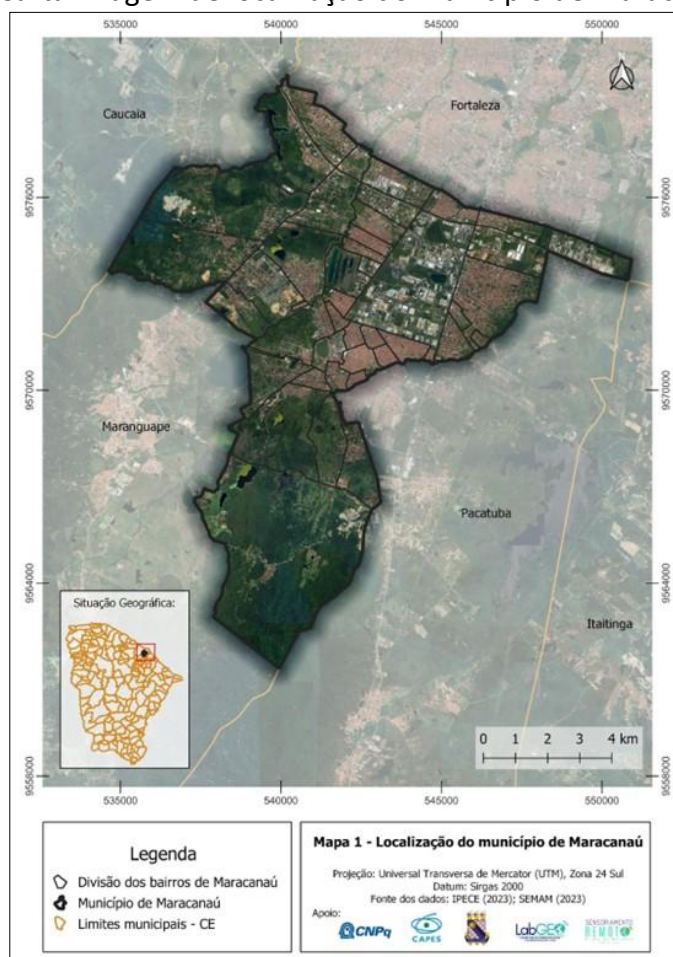 535000
540000
545000
550000
Caucaia
Fortaleza
9576000
9576000
9570000
9570000
Maranguape
Pacatuba
9564000
9564000
Situação Geográfica:
Itaitinga
0 1 2 3 4 km
9558000
9558000
535000
540000
545000
550000
Legenda
Divisão dos bairros de Maracanaú
Município de Maracanaú
Limites municipais - CE
Mapa 1 - Localização do município de Maracanaú
Projeção: Universal Transversa de Mercator (UTM), Zona 24 Sul
Datum: Sirgas 2000
Fonte dos dados: IPECE (2023); SEMAM (2023)
Apoio:
CNPq
CAPES
LabGEO
SENSORIAMENTO
REMOTO